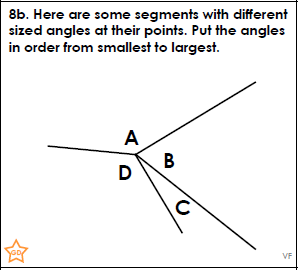 8b. Here are some segments with different
sized angles at their points. Put the angles
in order from smallest to largest.
A
B
D
C
GD
VF